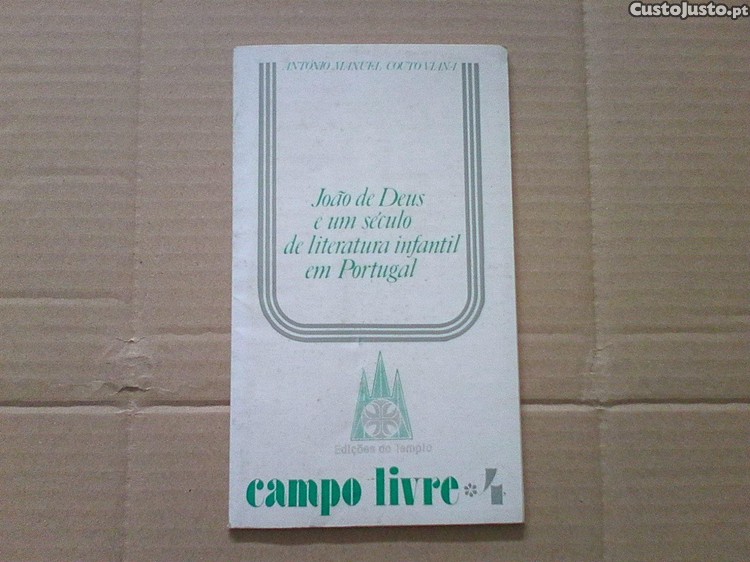 CustoJusto.pt
ANTÓNIO MANUEL COUTO VIANA
João de Deus
e um século
de literatura infantil
em Portugal
Edições do Templo
campo livre * 4